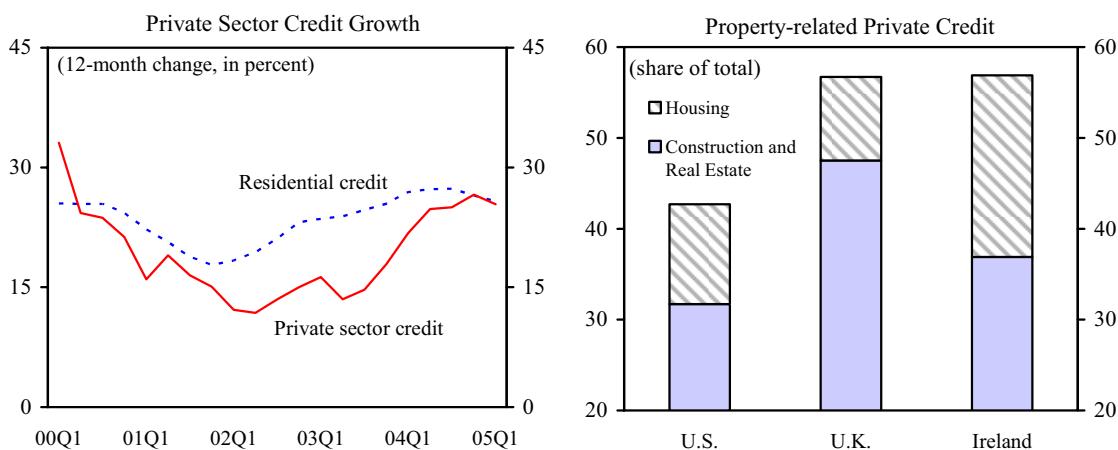 Private Sector Credit Growth
45
45
(12-month change, in percent)
30
30
Residential credit
15
15
Private sector credit
0
0
00Q1 01Q1 02Q1 03Q1 04Q1 05Q1
Property-related Private Credit
60
60
(share of total)
Housing
50
50
Construction and
Real Estate
40
40
30
30
20
20
U.S. U.K. Ireland